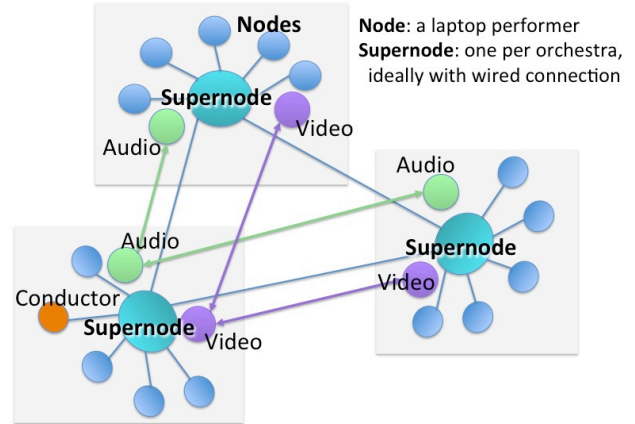 Nodes
Node: a laptop performer
Supernode: one per orchestra,
ideally with wired connection
Supernode
Audio
Video
Audio
Supernode
Video
Audio
Conductor
Supernode
Video